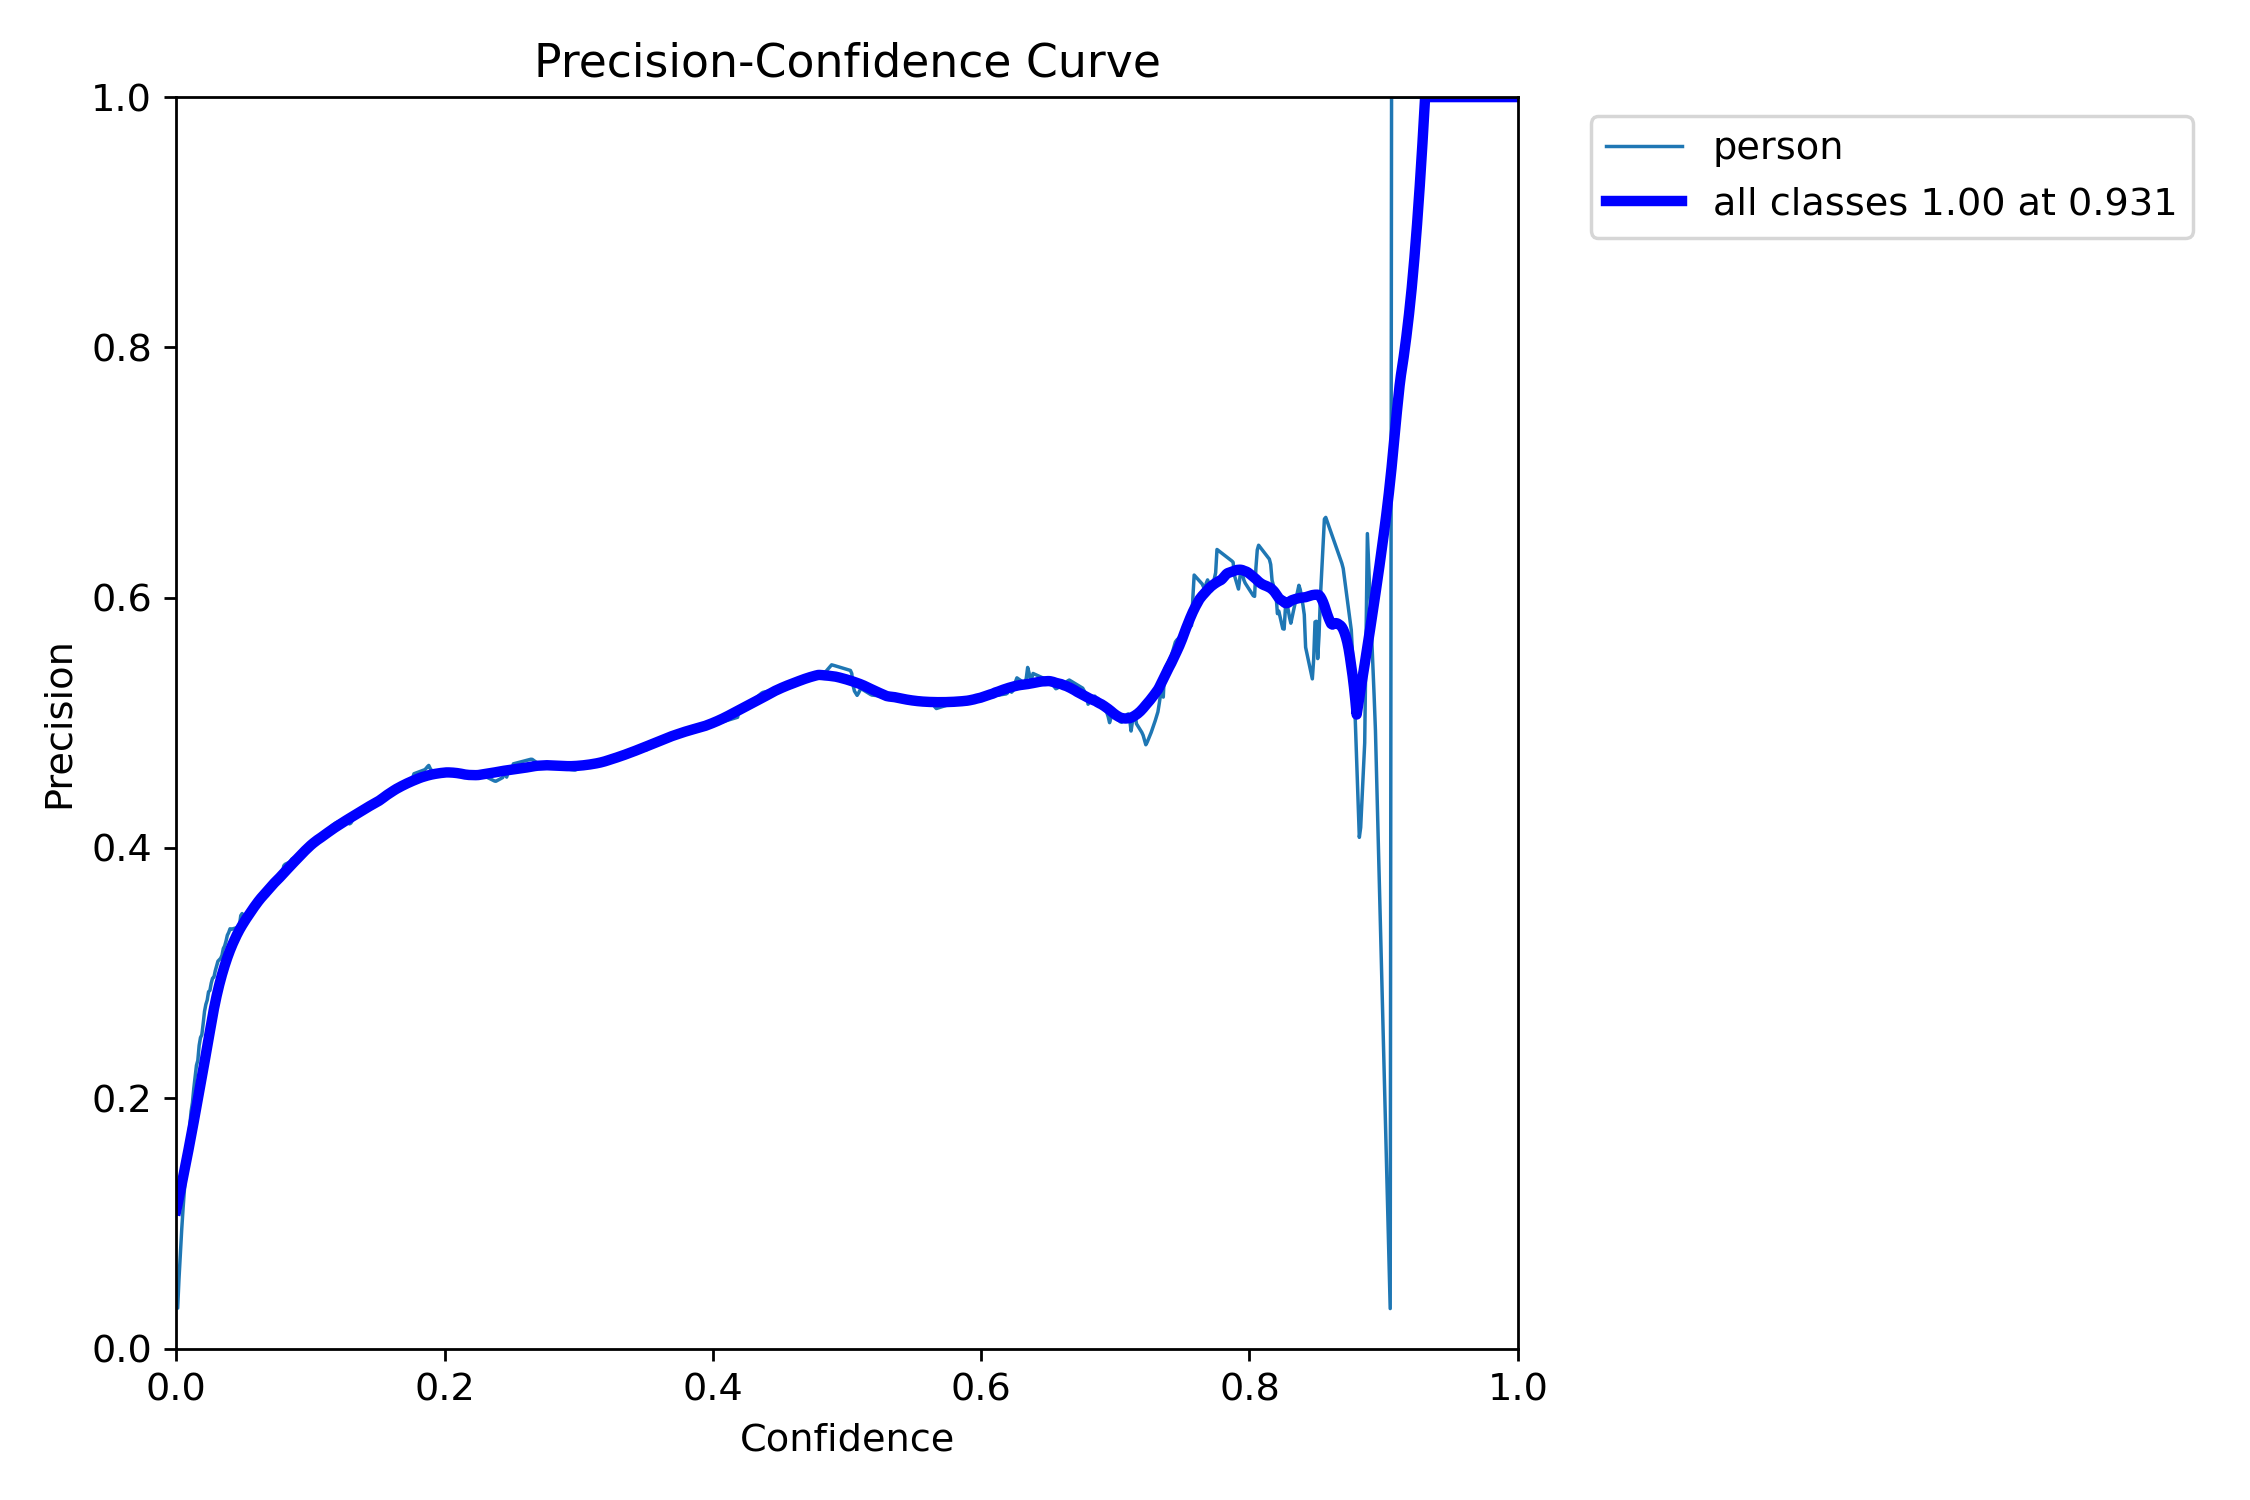 Precision-Confidence Curve
1.0
0.8
0.6
0.4
0.2
0.0
Precision
0.0 0.2 0.4 0.6 0.8 1.0
Confidence
person
all classes 1.00 at 0.931